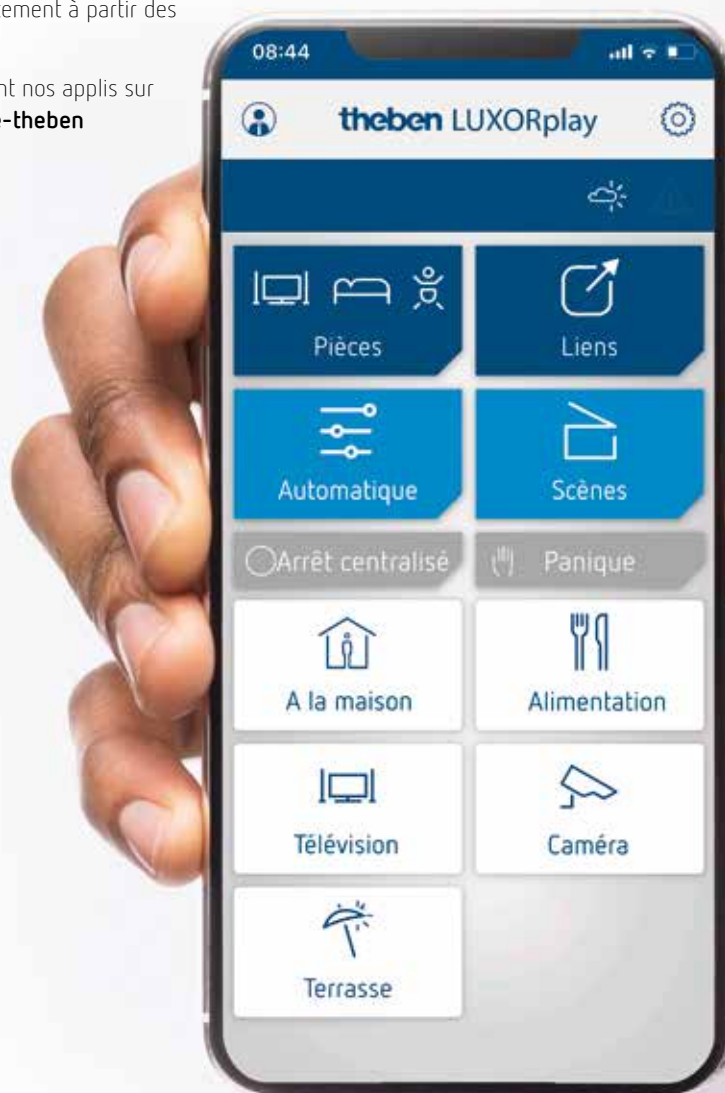 tement à partir des
nt nos applis sur
e-theben
08:44
theben LUXORplay
Pièces
Liens
Automatique
Scènes
Arrêt centralisé
Panique
A la maison
Alimentation
Télévision
Caméra
Terrasse